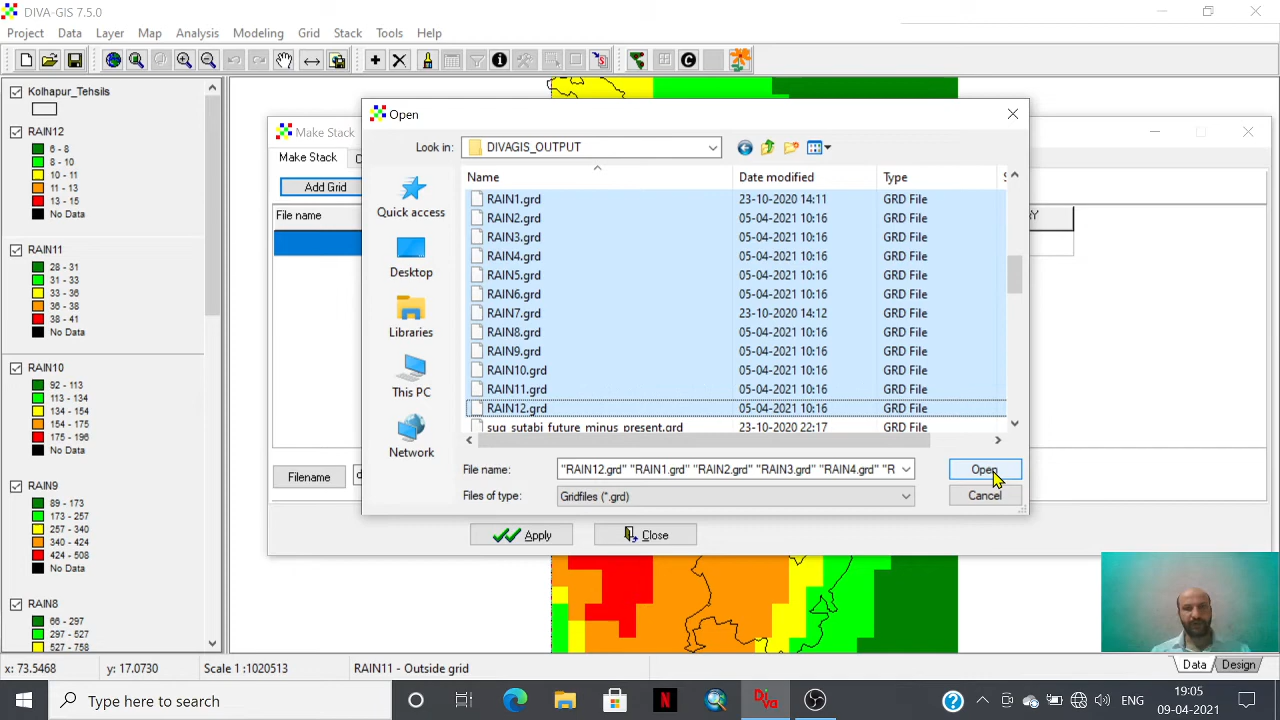 DIVA-GIS 7.5.0
Project Data Layer Map Analysis Modeling Grid Stack Tools Help
Kolhapur_Tehsils
RAIN12
6 - 8
8 - 10
10 - 11
11 - 13
13 - 15
No Data
RAIN11
28 - 31
31 - 33
33 - 36
36 - 38
38 - 41
No Data
RAIN10
92 - 113
113 - 134
134 - 154
154 - 175
175 - 196
No Data
RAIN9
89 - 173
173 - 257
257 - 340
340 - 424
424 - 508
No Data
RAIN8
66 - 297
297 - 527
527 - 758
Make Stack
Make Stack
Add Grid
File name
Filename
Apply Close
Open
Look in: DIVAGIS_OUTPUT
Quick access
Desktop
Libraries
This PC
Network
Name Date modified Type
RAIN1.grd 23-10-2020 14:11 GRD File
RAIN2.grd 05-04-2021 10:16 GRD File
RAIN3.grd 05-04-2021 10:16 GRD File
RAIN4.grd 05-04-2021 10:16 GRD File
RAIN5.grd 05-04-2021 10:16 GRD File
RAIN6.grd 05-04-2021 10:16 GRD File
RAIN7.grd 23-10-2020 14:12 GRD File
RAIN8.grd 05-04-2021 10:16 GRD File
RAIN9.grd 05-04-2021 10:16 GRD File
RAIN10.grd 05-04-2021 10:16 GRD File
RAIN11.grd 05-04-2021 10:16 GRD File
RAIN12.grd 05-04-2021 10:16 GRD File
sug_sutabi_future_minus_present.grd 23-10-2020 22:17 GRD File
File name: "RAIN12.grd" "RAIN1.grd" "RAIN2.grd" "RAIN3.grd" "RAIN4.grd" "R
Open
Files of type: Gridfiles (*.grd)
Cancel
Data Design
x: 73.5468 y: 17.0730 Scale 1 :1020513 RAIN11 - Outside grid
Type here to search
ENG
19:05
09-04-2021